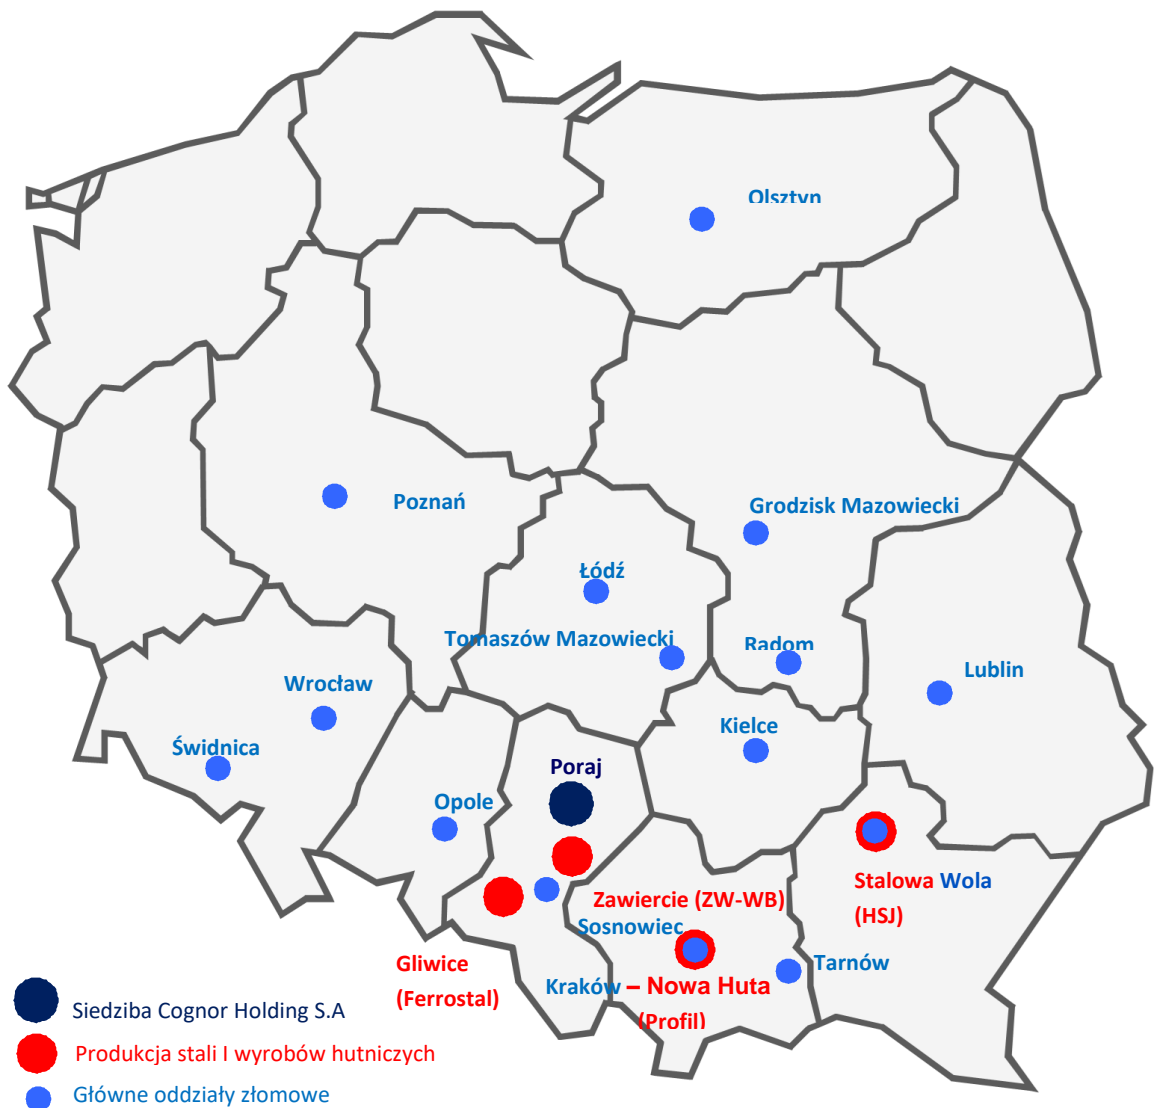 Olsztyn
Poznań
Grodzisk Mazowiecki
Łódź
Tomaszów Mazowiecki
Radom
Lublin
Wrocław
Kielce
Świdnica
Poraj
Opole
Stalowa Wola
(HSJ)
Zawiercie (ZW-WB)
Sosnowiec
Gliwice
(Ferrostal)
Tarnów
Kraków – Nowa Huta
(Profil)
Siedziba Cognor Holding S.A
Produkcja stali I wyrobów hutniczych
Główne oddziały złomowe